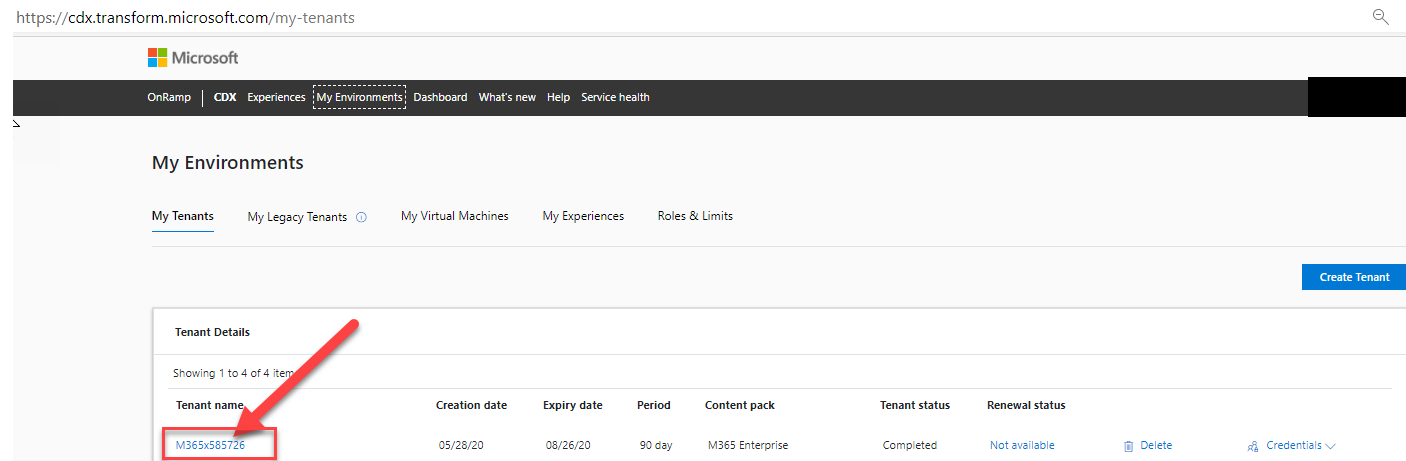 https://cdx.transform.microsoft.com/my-tenants
Microsoft
OnRamp CDX Experiences My Environments Dashboard What's new Help Service health
My Environments
My Tenants My Legacy Tenants My Virtual Machines My Experiences Roles & Limits
Create Tenant
Tenant Details
Showing 1 to 4 of 4 item
Tenant name Creation date Expiry date Period Content pack Tenant status Renewal status
M365x585726 05/28/20 08/26/20 90 day M365 Enterprise Completed Not available Delete Credentials